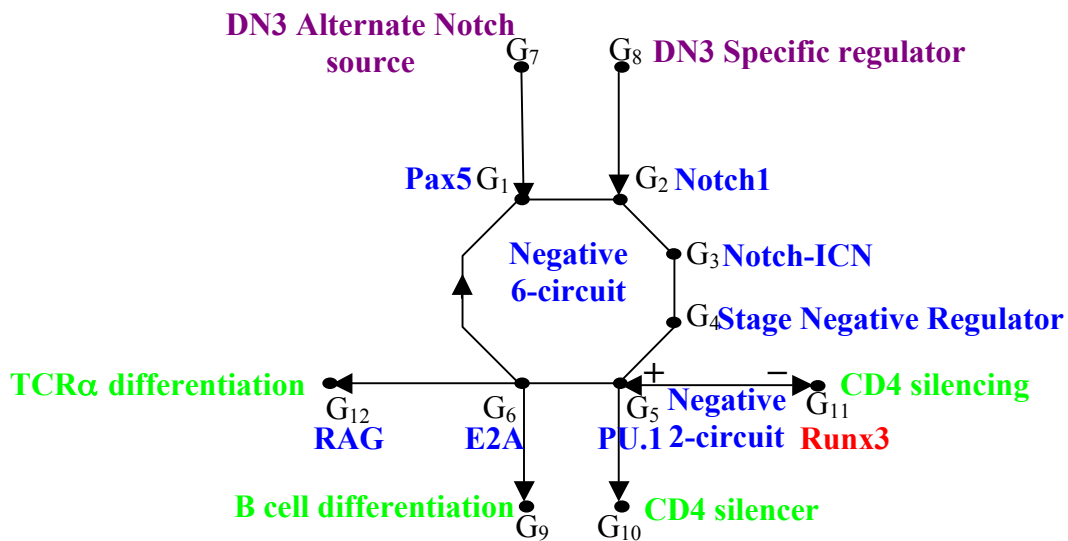 DN3 Alternate Notch
source
G7
G8 DN3 Specific regulator
Pax5 G1
G2 Notch1
Negative
6-circuit
G3 Notch-ICN
G4 Stage Negative Regulator
TCRα differentiation
G12
RAG
G6
E2A
G5
PU.1
+ −
Negative
2-circuit
G11
CD4 silencing
Runx3
B cell differentiation
G9
G10
CD4 silencer